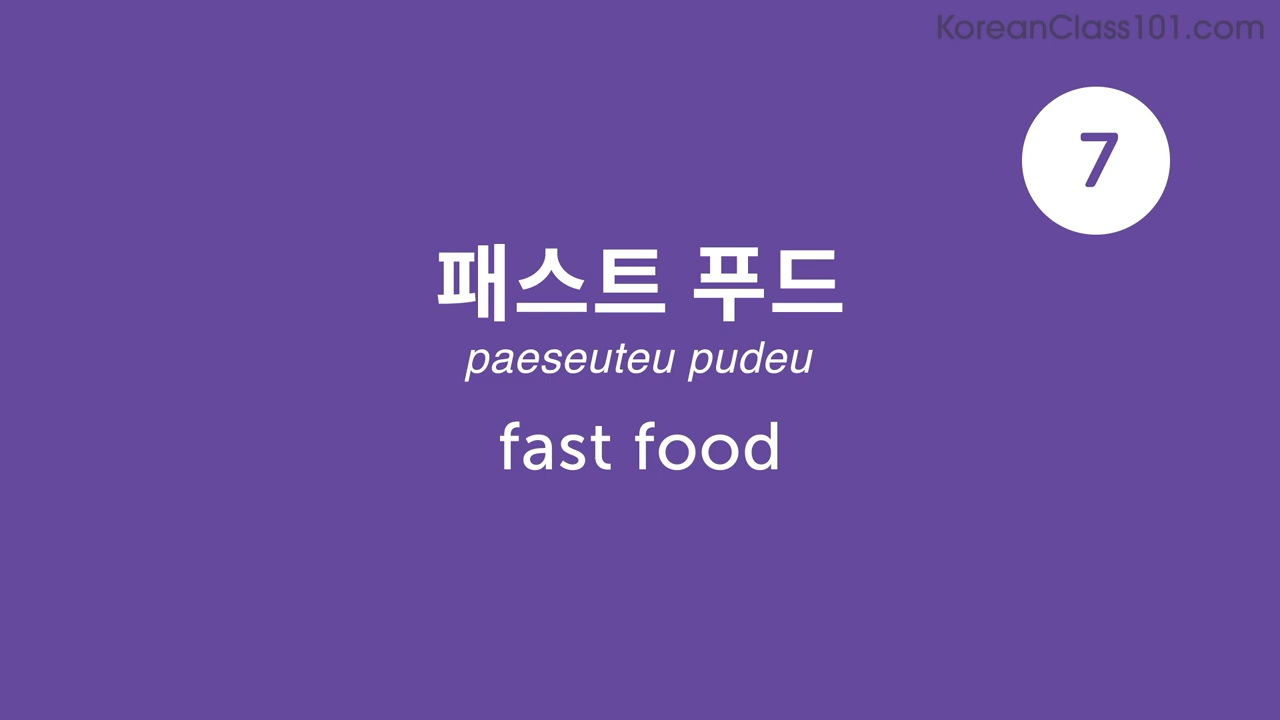 KoreanClass101.com
7
패스트 푸드
paeseuteu pudeu
fast food